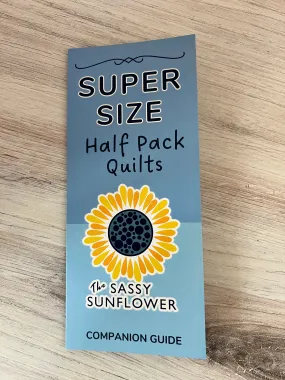 SUPER
SIZE
Half Pack
Quilts
The SASSY
SUNFLOWER
COMPANION GUIDE